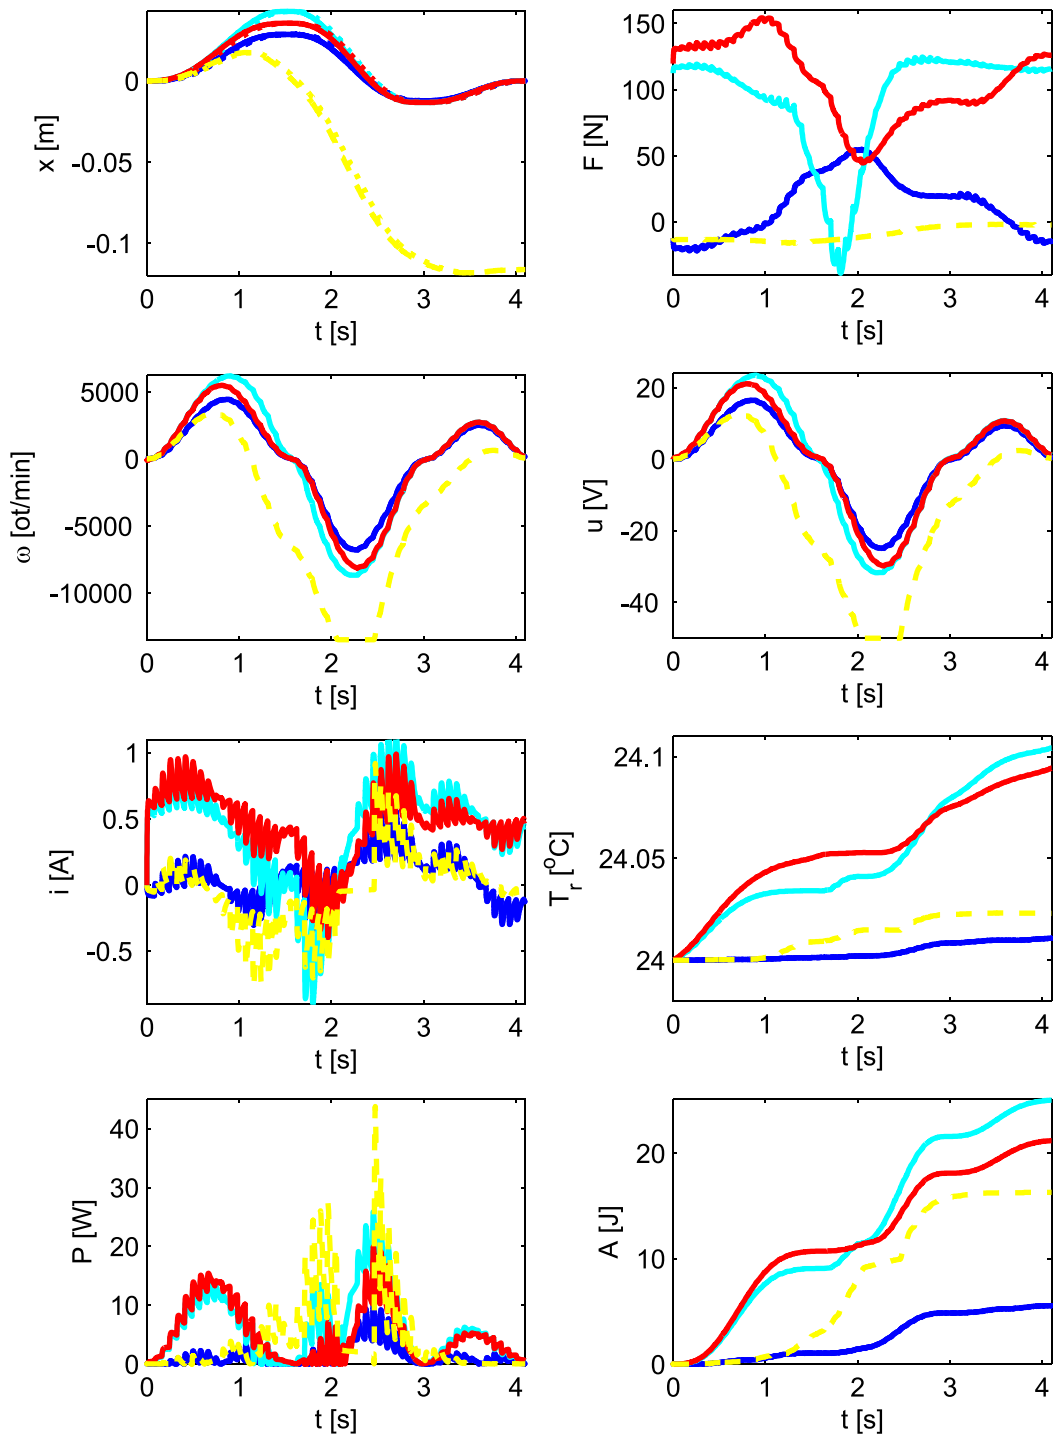 0
-0.05
-0.1
x [m]
0 1 2 3 4
t [s]
150
100
50
0
F [N]
0 1 2 3 4
t [s]
5000
0
-5000
-10000
ω [ot/min]
0 1 2 3 4
t [s]
20
0
-20
-40
u [V]
0 1 2 3 4
t [s]
1
0.5
0
-0.5
i [A]
0 1 2 3 4
t [s]
24.1
24.05
24
T_r [°C]
0 1 2 3 4
t [s]
40
30
20
10
0
P [W]
0 1 2 3 4
t [s]
20
10
0
A [J]
0 1 2 3 4
t [s]